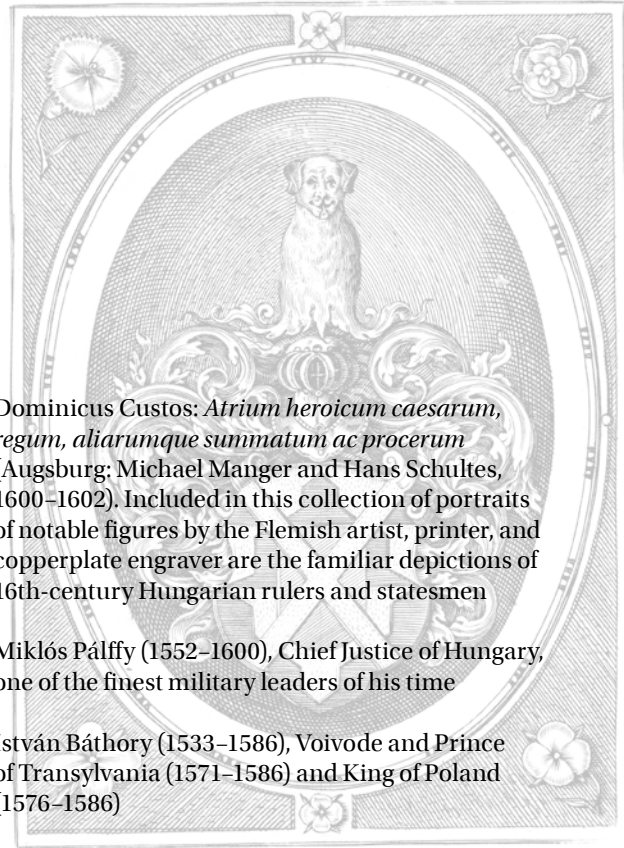 Dominicus Custos: Atrium heroicum caesarum,
regum, aliarumque summatum ac procerum
(Augsburg: Michael Manger and Hans Schultes,
1600–1602). Included in this collection of portraits
of notable figures by the Flemish artist, printer, and
copperplate engraver are the familiar depictions of
16th-century Hungarian rulers and statesmen
Miklós Pálffy (1552–1600), Chief Justice of Hungary,
one of the finest military leaders of his time
István Báthory (1533–1586), Voivode and Prince
of Transylvania (1571–1586) and King of Poland
(1576–1586)